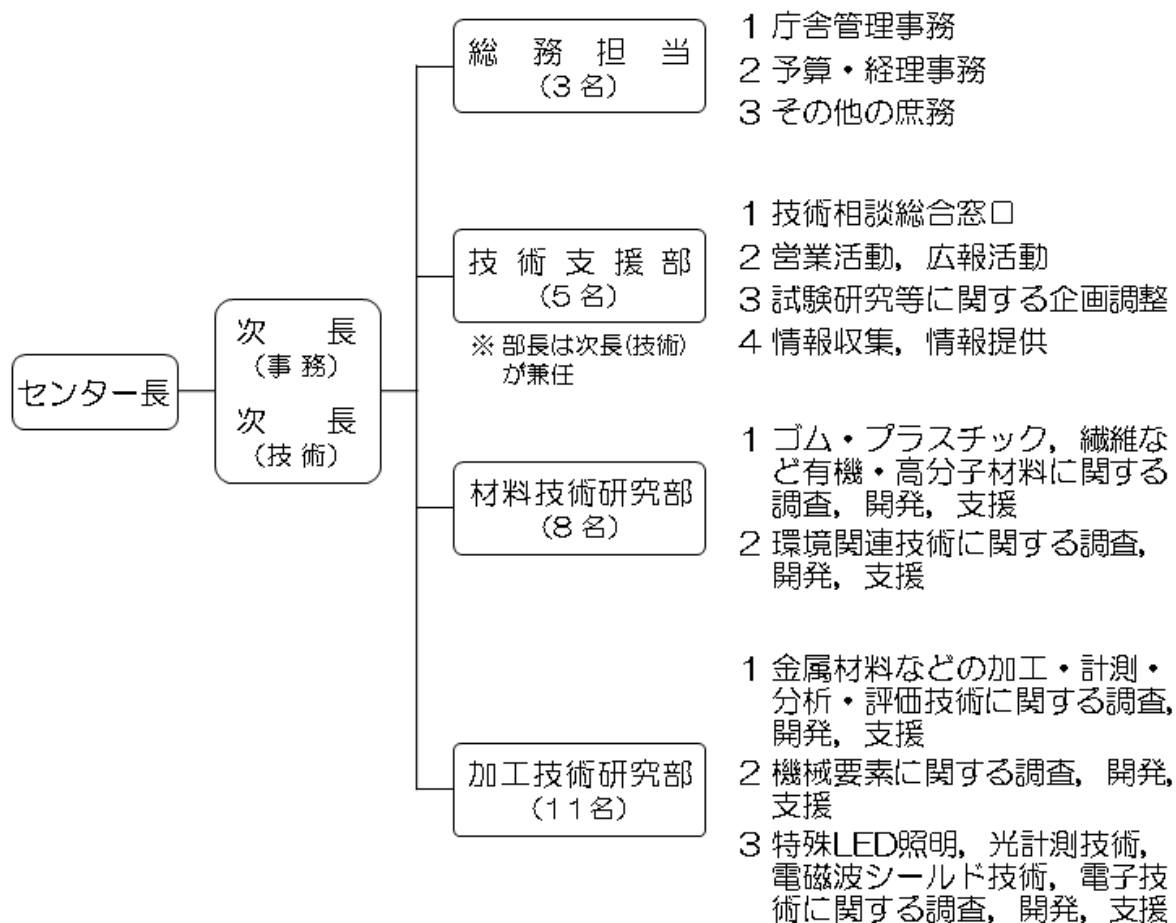 センター長
次　長
(事 務)
次　長
(技 術)
総　務　担　当
(3 名)
1 庁舎管理事務
2 予算・経理事務
3 その他の庶務
技 術 支 援 部
(5 名)
※ 部長は次長(技術)
が兼任
1 技術相談総合窓口
2 営業活動，広報活動
3 試験研究等に関する企画調整
4 情報収集，情報提供
材料技術研究部
(8 名)
1 ゴム・プラスチック，繊維な
ど有機・高分子材料に関する
調査，開発，支援
2 環境関連技術に関する調査，
開発，支援
加工技術研究部
(11名)
1 金属材料などの加工・計測・
分析・評価技術に関する調査，
開発，支援
2 機械要素に関する調査，開発，
支援
3 特殊LED照明，光計測技術，
電磁波シールド技術，電子技
術に関する調査，開発，支援